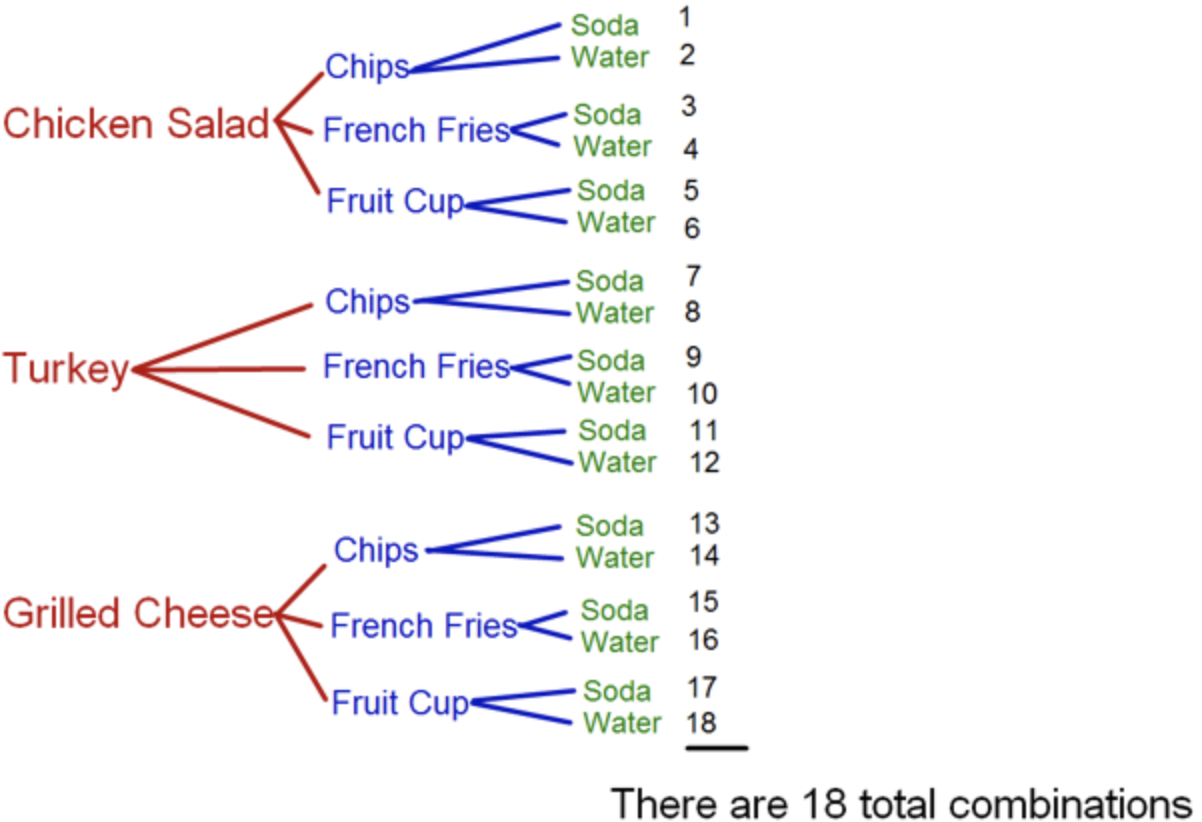 Soda 1
Chips Water 2
Chicken Salad French Fries Soda 3
Water 4
Fruit Cup Soda 5
Water 6
Chips Soda 7
Water 8
Turkey French Fries Soda 9
Water 10
Fruit Cup Soda 11
Water 12
Chips Soda 13
Water 14
Grilled Cheese French Fries Soda 15
Water 16
Fruit Cup Soda 17
Water 18
There are 18 total combinations